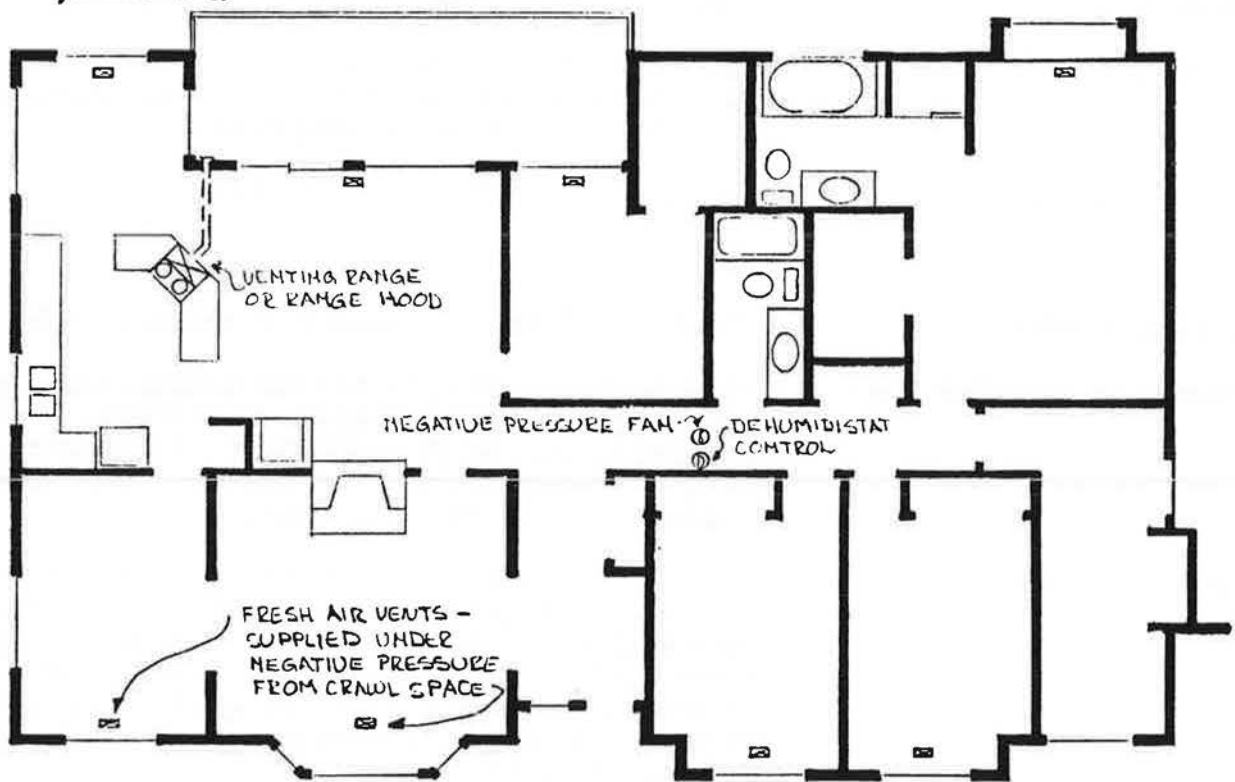 VENTING RANGE
OR RANGE HOOD
NEGATIVE PRESSURE FAN
DEHUMIDISTAT
CONTROL
FRESH AIR VENTS -
SUPPLIED UNDER
NEGATIVE PRESSURE
FROM CRAWL SPACE